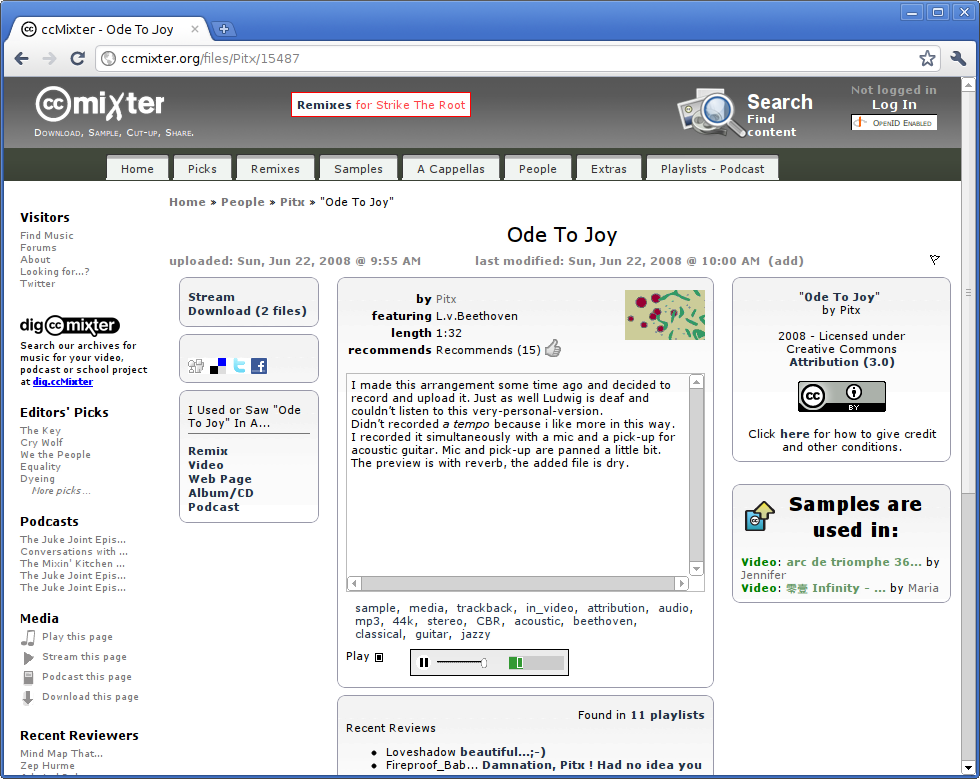 ccMixter - Ode To Joy
ccmixter.org/files/Pitx/15487
ccmixter
Download, Sample, Cut-up, Share.
Remixes for Strike The Root
Search
Find
content
Not logged in
Log In
OpenID Enabled
Home
Picks
Remixes
Samples
A Cappellas
People
Extras
Playlists - Podcast
Home » People » Pitx » "Ode To Joy"
Ode To Joy
uploaded: Sun, Jun 22, 2008 @ 9:55 AM
last modified: Sun, Jun 22, 2008 @ 10:00 AM (add)
Visitors
Find Music
Forums
About
Looking for...?
Twitter
dig ccmixter
Search our archives for
music for your video,
podcast or school project
at dig.ccMixter
Editors' Picks
The Key
Cry Wolf
We the People
Equality
Dyeing
More picks...
Podcasts
The Juke Joint Epis...
Conversations with ...
The Mixin' Kitchen ...
The Juke Joint Epis...
The Juke Joint Epis...
Media
Play this page
Stream this page
Podcast this page
Download this page
Recent Reviewers
Mind Map That...
Zep Hurme
Stream
Download (2 files)
I Used or Saw "Ode
To Joy" In A...
Remix
Video
Web Page
Album/CD
Podcast
by Pitx
featuring L.v.Beethoven
length 1:32
recommends Recommends (15)
I made this arrangement some time ago and decided to
record and upload it. Just as well Ludwig is deaf and
couldn't listen to this very-personal-version.
Didn't recorded a tempo because i like more in this way.
I recorded it simultaneously with a mic and a pick-up for
acoustic guitar. Mic and pick-up are panned a little bit.
The preview is with reverb, the added file is dry.
sample, media, trackback, in_video, attribution, audio,
mp3, 44k, stereo, CBR, acoustic, beethoven,
classical, guitar, jazzy
Play
Found in 11 playlists
Recent Reviews
Loveshadow beautiful...;-)
Fireproof_Bab... Damnation, Pitx ! Had no idea you
"Ode To Joy"
by Pitx
2008 - Licensed under
Creative Commons
Attribution (3.0)
cc
BY
Click here for how to give credit
and other conditions.
Samples are
used in:
Video: arc de triomphe 36... by
Jennifer
Video: 零壹 Infinity - ... by Maria